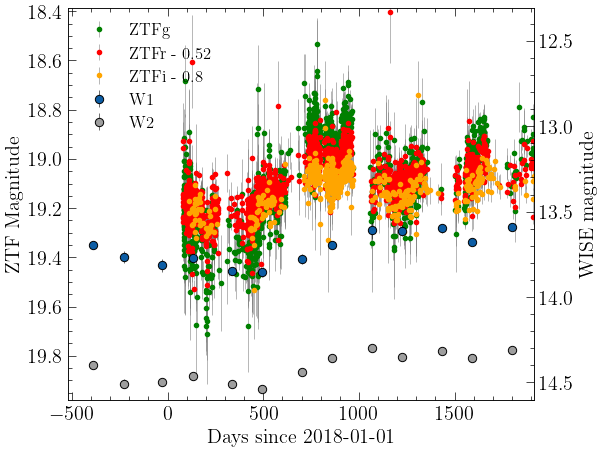 18.4
18.6
18.8
19.0
19.2
19.4
19.6
19.8
ZTF Magnitude
ZTFg
ZTFr - 0.52
ZTFi - 0.8
W1
W2
12.5
13.0
13.5
14.0
14.5
WISE magnitude
-500 0 500 1000 1500
Days since 2018-01-01